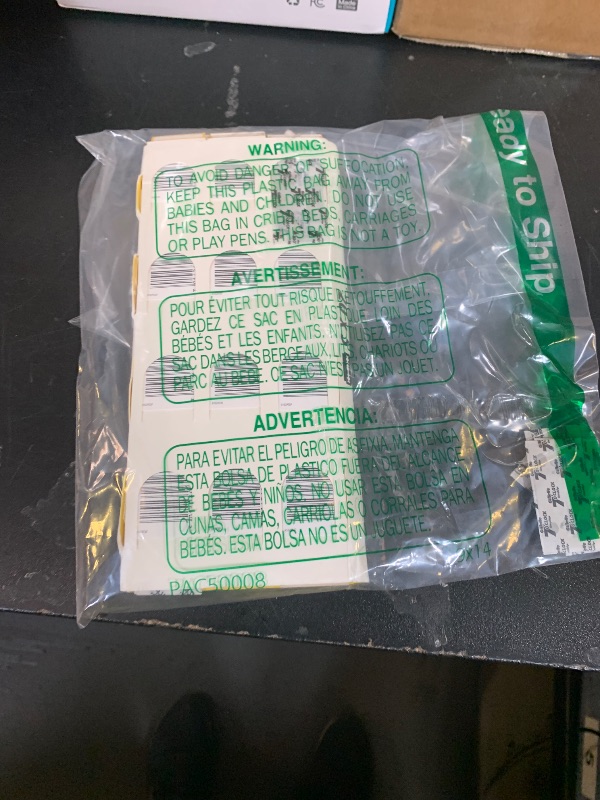 WARNING:
TO AVOID DANGER OF SUFFOCATION,
KEEP THIS PLASTIC BAG AWAY FROM
BABIES AND CHILDREN. DO NOT USE
THIS BAG IN CRIBS, BEDS, CARRIAGES
OR PLAY PENS. THIS BAG IS NOT A TOY.
AVERTISSEMENT:
POUR ÉVITER TOUT RISQUE D'ÉTOUFFEMENT,
GARDEZ CE SAC EN PLASTIQUE LOIN DES
BÉBÉS ET LES ENFANTS. N'UTILISEZ PAS CE
SAC DANS LES BERCEAUX, LITS, CHARIOTS OU
PARC AU BÉBÉ. CE SAC N'EST PAS UN JOUET.
ADVERTENCIA:
PARA EVITAR EL PELIGRO DE ASFIXIA, MANTENGA
ESTA BOLSA DE PLASTICO FUERA DEL ALCANCE
DE BEBÉS Y NIÑOS. NO USAR ESTA BOLSA EN
CUNAS, CAMAS, CARRIOLAS O CORRALES PARA
BEBÉS. ESTA BOLSA NO ES UN JUGUETE.
PAC50008
x14
eady to Ship